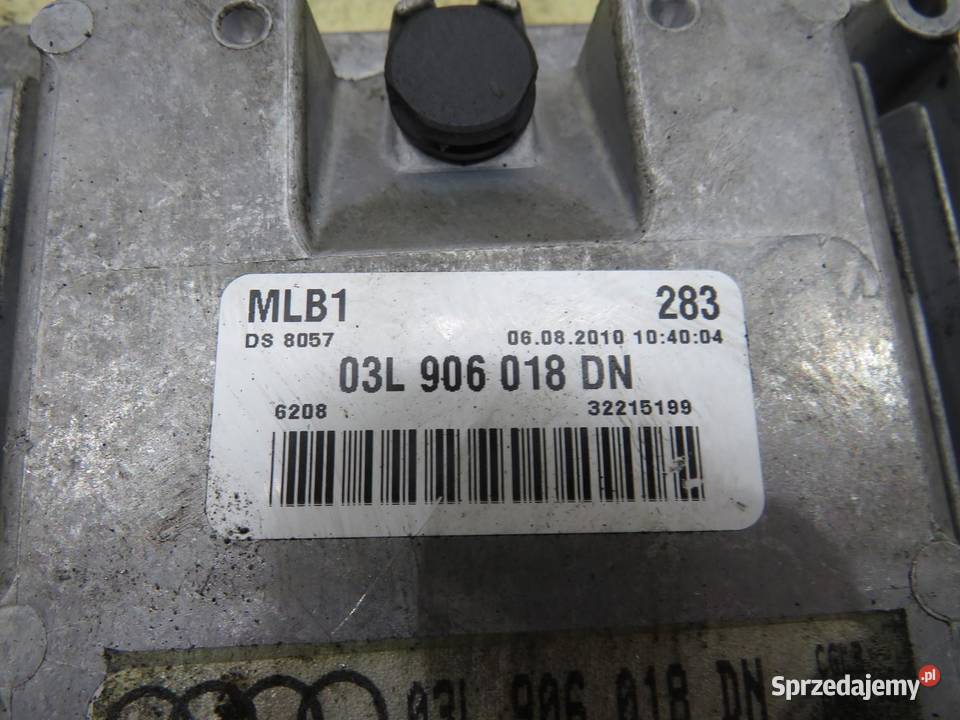 MLB1 283
DS 8057 06.08.2010 10:40:04
03L 906 018 DN
6208 32215199
03L 906 018 DN
Sprzedajemy.pl